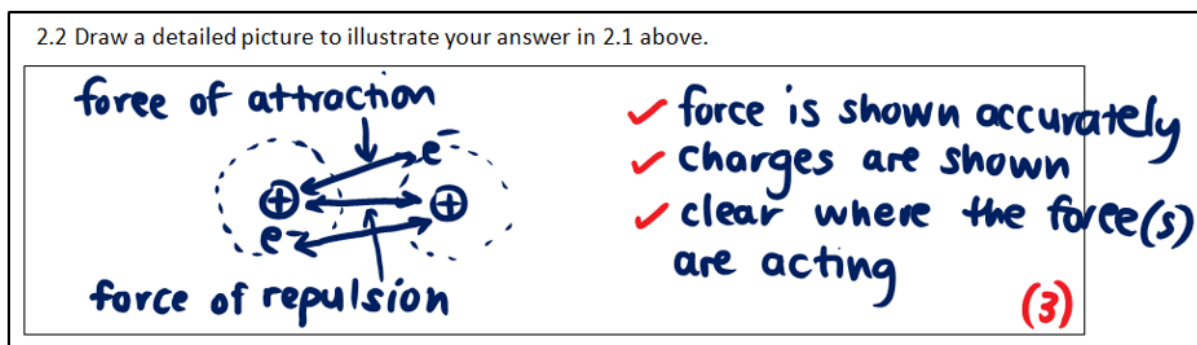 2.2 Draw a detailed picture to illustrate your answer in 2.1 above.
force of attraction
e-
+
+
e-
force of repulsion
✓ force is shown accurately
✓ charges are shown
✓ clear where the force(s)
are acting
(3)